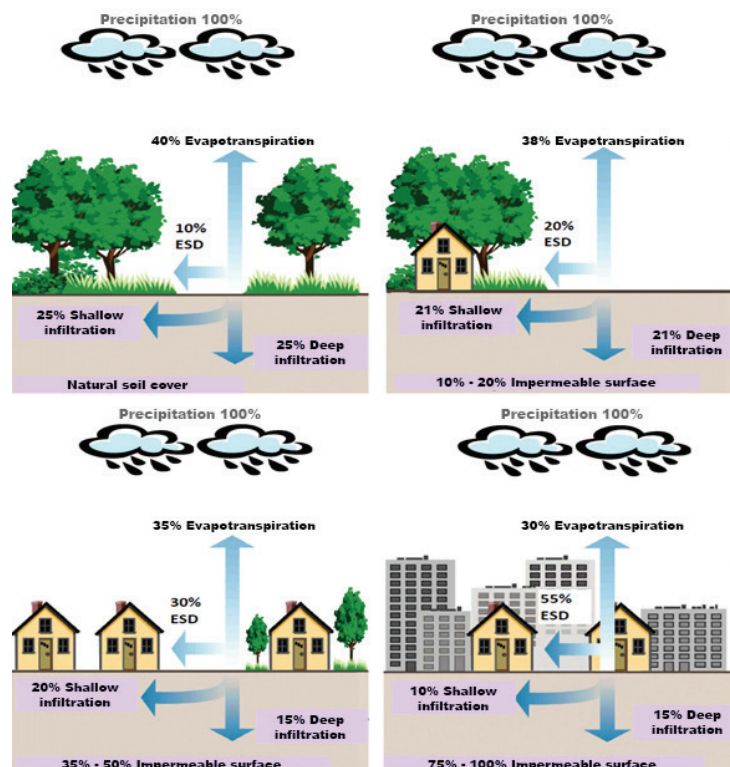 Precipitation 100%
40% Evapotranspiration
10%
ESD
25% Shallow
infiltration
25% Deep
infiltration
Natural soil cover
Precipitation 100%
38% Evapotranspiration
20%
ESD
21% Shallow
infiltration
21% Deep
infiltration
10% - 20% Impermeable surface
Precipitation 100%
35% Evapotranspiration
30%
ESD
20% Shallow
infiltration
15% Deep
infiltration
35% - 50% Impermeable surface
Precipitation 100%
30% Evapotranspiration
55%
ESD
10% Shallow
infiltration
15% Deep
infiltration
75% - 100% Impermeable surface